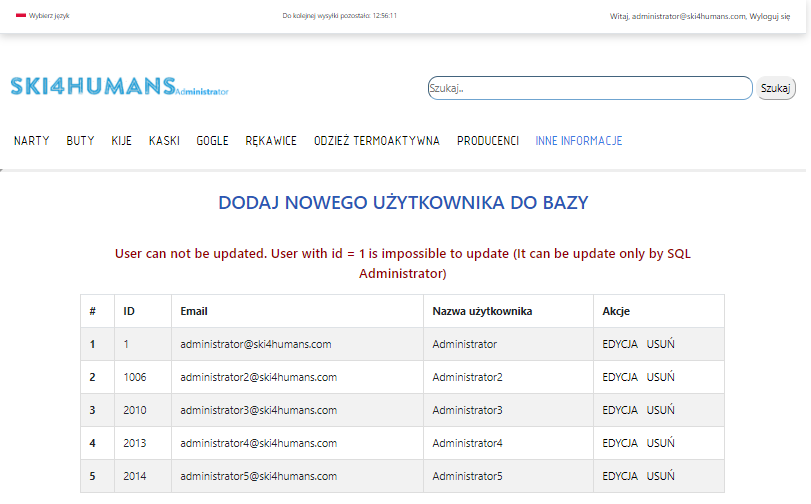 Wybierz język
Do kolejnej wysyłki pozostało: 12:56:11
Witaj, administrator@ski4humans.com, Wyloguj się
SKI4HUMANSAdministrator
Szukaj..
Szukaj
NARTY BUTY KIJE KASKI GOGLE RĘKAWICE ODZIEŻ TERMOAKTYWNA PRODUCENCI INNE INFORMACJE
DODAJ NOWEGO UŻYTKOWNIKA DO BAZY
User can not be updated. User with id = 1 is impossible to update (It can be update only by SQL
Administrator)
# ID Email Nazwa użytkownika Akcje
1 1 administrator@ski4humans.com Administrator EDYCJA USUŃ
2 1006 administrator2@ski4humans.com Administrator2 EDYCJA USUŃ
3 2010 administrator3@ski4humans.com Administrator3 EDYCJA USUŃ
4 2013 administrator4@ski4humans.com Administrator4 EDYCJA USUŃ
5 2014 administrator5@ski4humans.com Administrator5 EDYCJA USUŃ